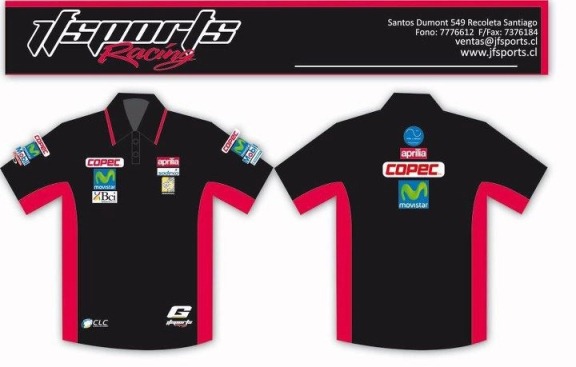 jfsports
Racing
Santos Dumont 549 Recoleta Santiago
Fono: 7776612 F/Fax: 7376184
ventas@jfsports.cl
www.jfsports.cl
COPEC
movistar
Bci
aprilia
CLC
G
jfsports
aprilia
COPEC
movistar